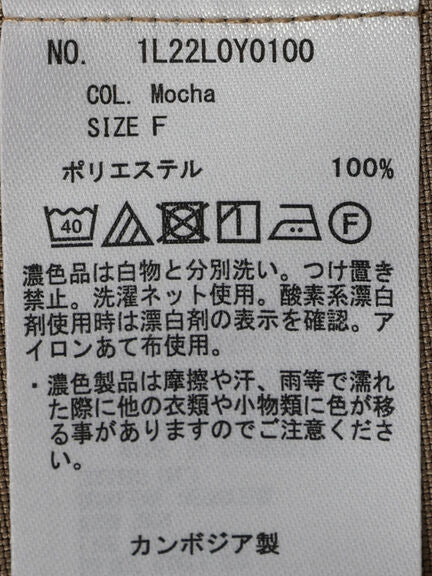 NO. 1L22L0Y0100
COL. Mocha
SIZE F
ポリエステル 100%
40 F
濃色品は白物と分別洗い。つけ置き
禁止。洗濯ネット使用。酸素系漂白
剤使用時は漂白剤の表示を確認。ア
イロンあて布使用。
・濃色製品は摩擦や汗、雨等で濡れ
た際に他の衣類や小物類に色が移
る事がありますのでご注意くださ
い。
カンボジア製